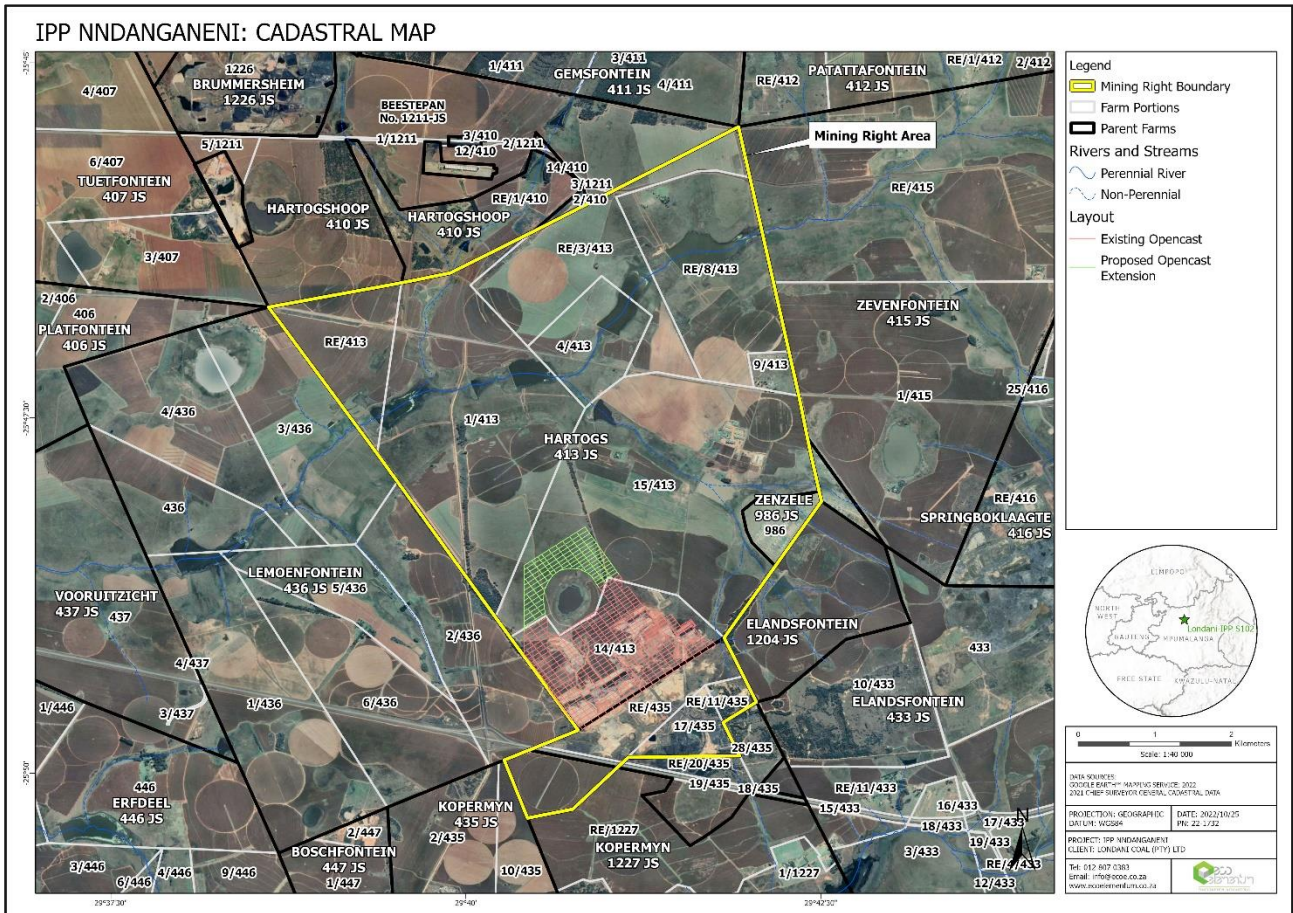 IPP NNDANGANENI: CADASTRAL MAP
-25°45'
-25°47'30"
-25°50'
29°37'30"
29°40'
29°42'30"
4/407
1226
BRUMMERSHEIM
1226 JS
1/411
3/411
GEMSFONTEIN
411 JS
4/411
RE/412
PATATTAFONTEIN
412 JS
RE/1/412
2/412
BEESTEPAN
No. 1211-JS
5/1211
1/1211
3/410
12/410
2/1211
Mining Right Area
6/407
TUETFONTEIN
407 JS
14/410
3/1211
2/410
RE/1/410
RE/415
HARTOGSHOOP
410 JS
HARTOGSHOOP
410 JS
3/407
RE/3/413
RE/8/413
2/406
406
PLATFONTEIN
406 JS
ZEVENFONTEIN
415 JS
RE/413
4/413
9/413
25/416
4/436
3/436
1/413
1/415
HARTOGS
413 JS
436
15/413
ZENZELE
986 JS
986
RE/416
SPRINGBOKLAAGTE
416 JS
LEMOENFONTEIN
436 JS
5/436
VOORUITZICHT
437 JS
437
2/436
14/413
ELANDSFONTEIN
1204 JS
433
4/437
3/437
1/446
1/436
6/436
RE/435
RE/11/435
17/435
10/433
ELANDSFONTEIN
433 JS
28/435
RE/20/435
19/435
18/435
446
ERFDEEL
446 JS
KOPERMYN
435 JS
2/435
RE/11/433
15/433
16/433
18/433
17/433
19/433
2/447
BOSCHFONTEIN
447 JS
1/447
RE/1227
KOPERMYN
1227 JS
3/433
RE/4/433
3/446
6/446
4/446
9/446
10/435
1/1227
12/433
N
Legend
Mining Right Boundary
Farm Portions
Parent Farms
Rivers and Streams
Perennial River
Non-Perennial
Layout
Existing Opencast
Proposed Opencast
Extension
LIMPOPO
NORTH
WEST
Londani IPP S102
GAUTENG
MPUMALANGA
FREE STATE
KWAZULU-NATAL
0 1 2
Kilometers
Scale: 1:40 000
DATA SOURCES:
GOOGLE EARTH™ MAPPING SERVICE: 2022
2021 CHIEF SURVEYOR GENERAL CADASTRAL DATA
PROJECTION: GEOGRAPHIC
DATUM: WGS84
DATE: 2022/10/25
PN: 22-1732
PROJECT: IPP NNDANGANENI
CLIENT: LONDANI COAL (PTY) LTD
Tel: 012 807 0383
Email: info@ecoe.co.za
www.ecoelementum.co.za
eco
elementum